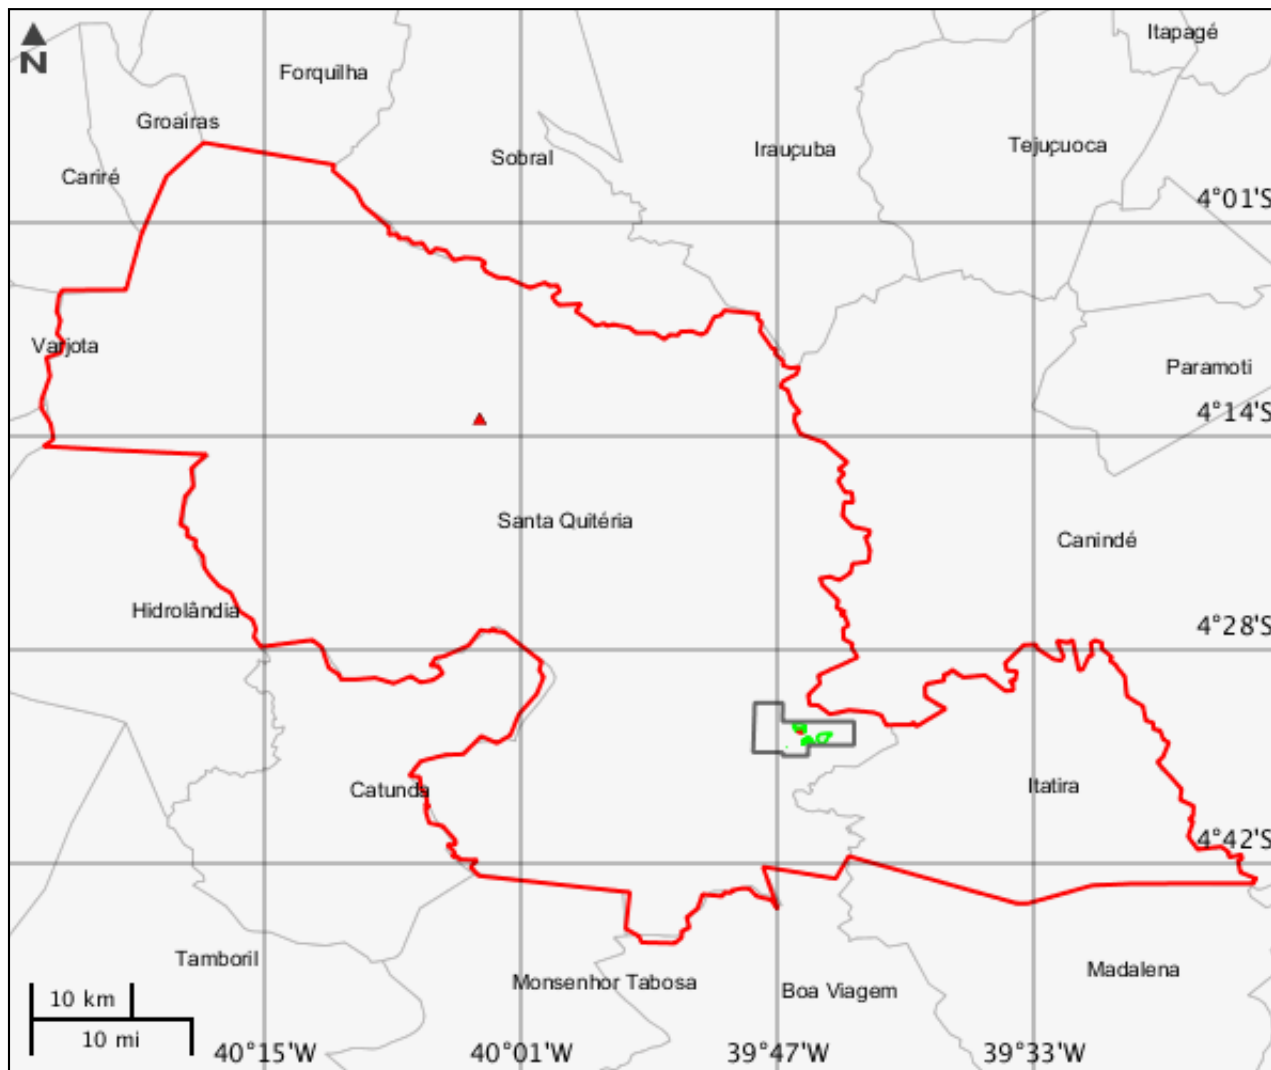 Itapagé
N
Forquilha
Groaíras
Sobral
Irauçuba
Tejuçuoca
Cariré
4°01'S
Varjota
Paramoti
4°14'S
Santa Quitéria
Canindé
Hidrolândia
4°28'S
Catunda
Itatira
4°42'S
Tamboril
Monsenhor Tabosa
Boa Viagem
Madalena
10 km
10 mi
40°15'W
40°01'W
39°47'W
39°33'W